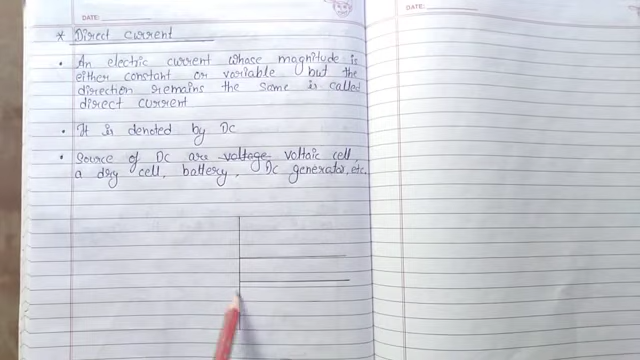 DATE:
DATE:
* Direct current
• An electric current whose magnitude is
either constant or variable but the
direction remains the same is called
direct current
• It is denoted by Dc
• Source of Dc are voltage voltaic cell,
a dry cell, battery, Dc generator, etc.